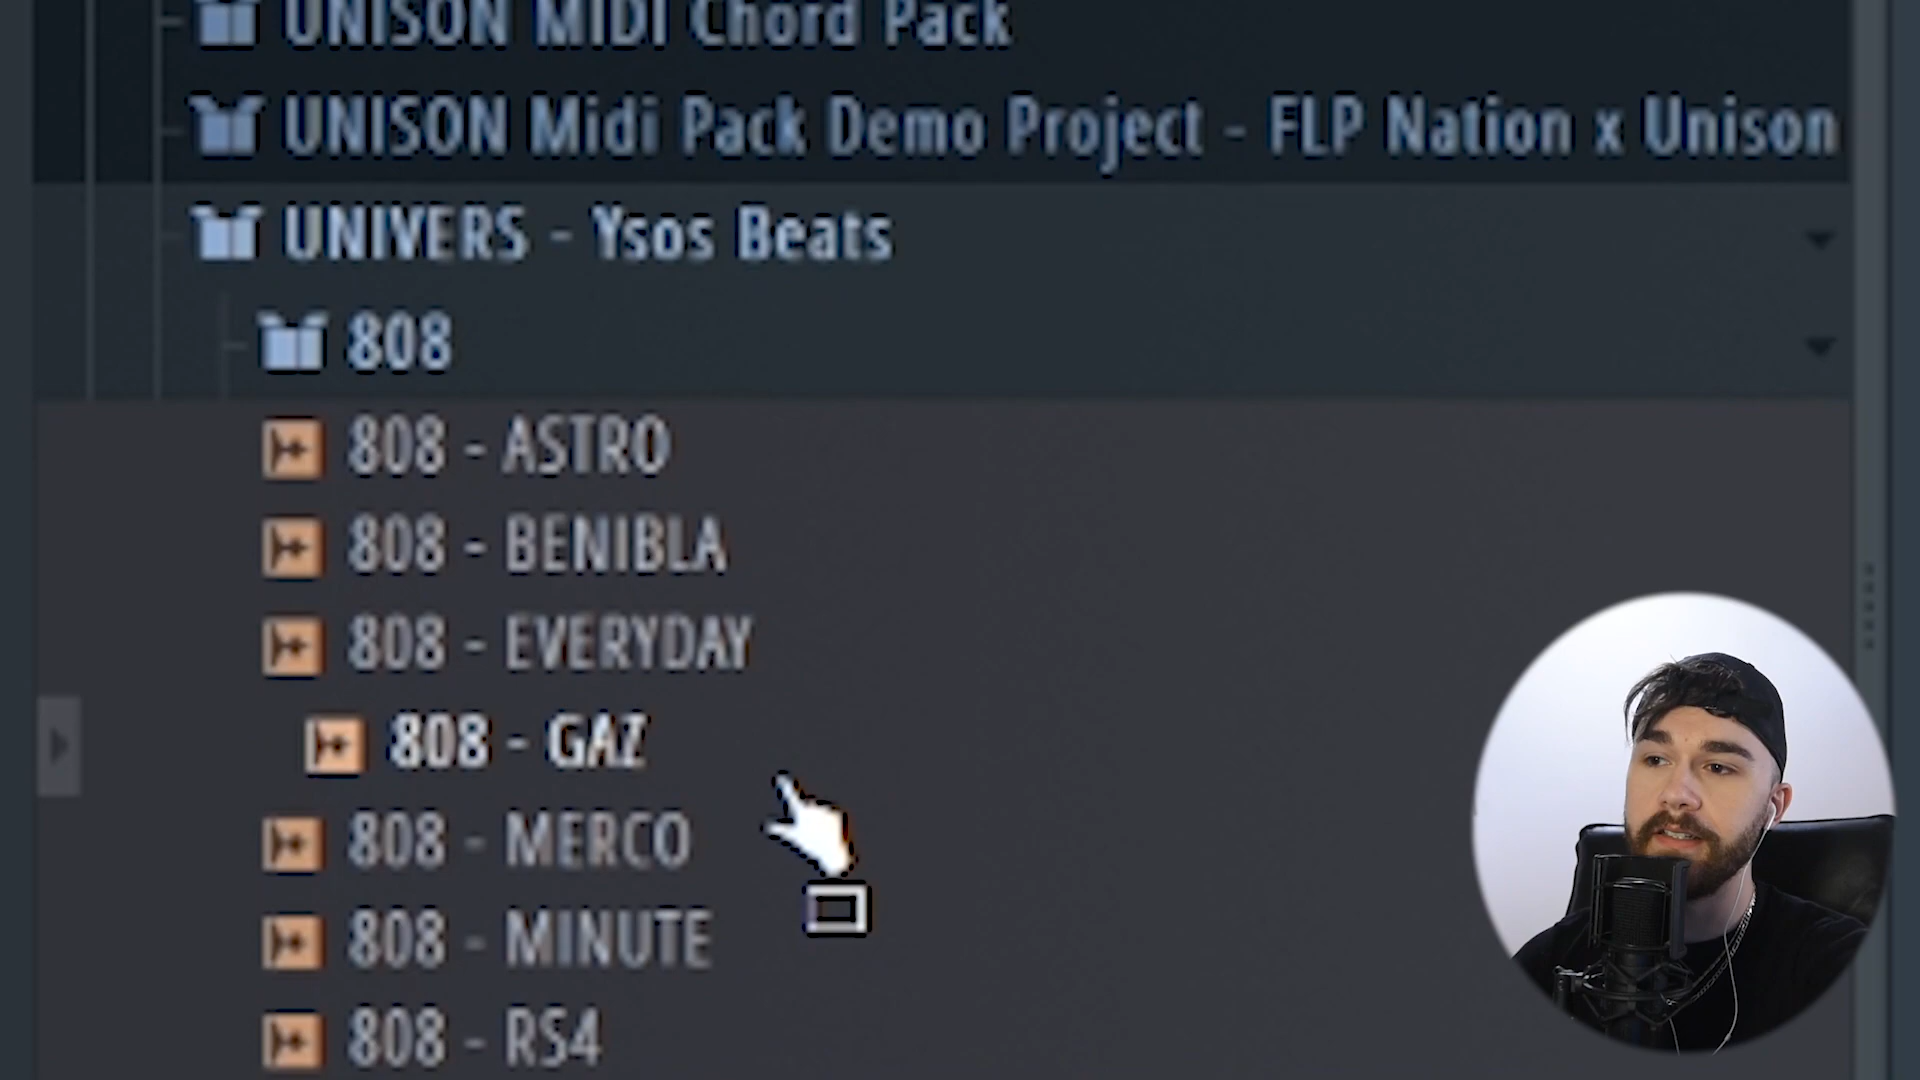 UNISON MIDI Chord Pack
UNISON Midi Pack Demo Project - FLP Nation x Unison
UNIVERS - Ysos Beats
808
808 - ASTRO
808 - BENIBLA
808 - EVERYDAY
808 - GAZ
808 - MERCO
808 - MINUTE
808 - RS4